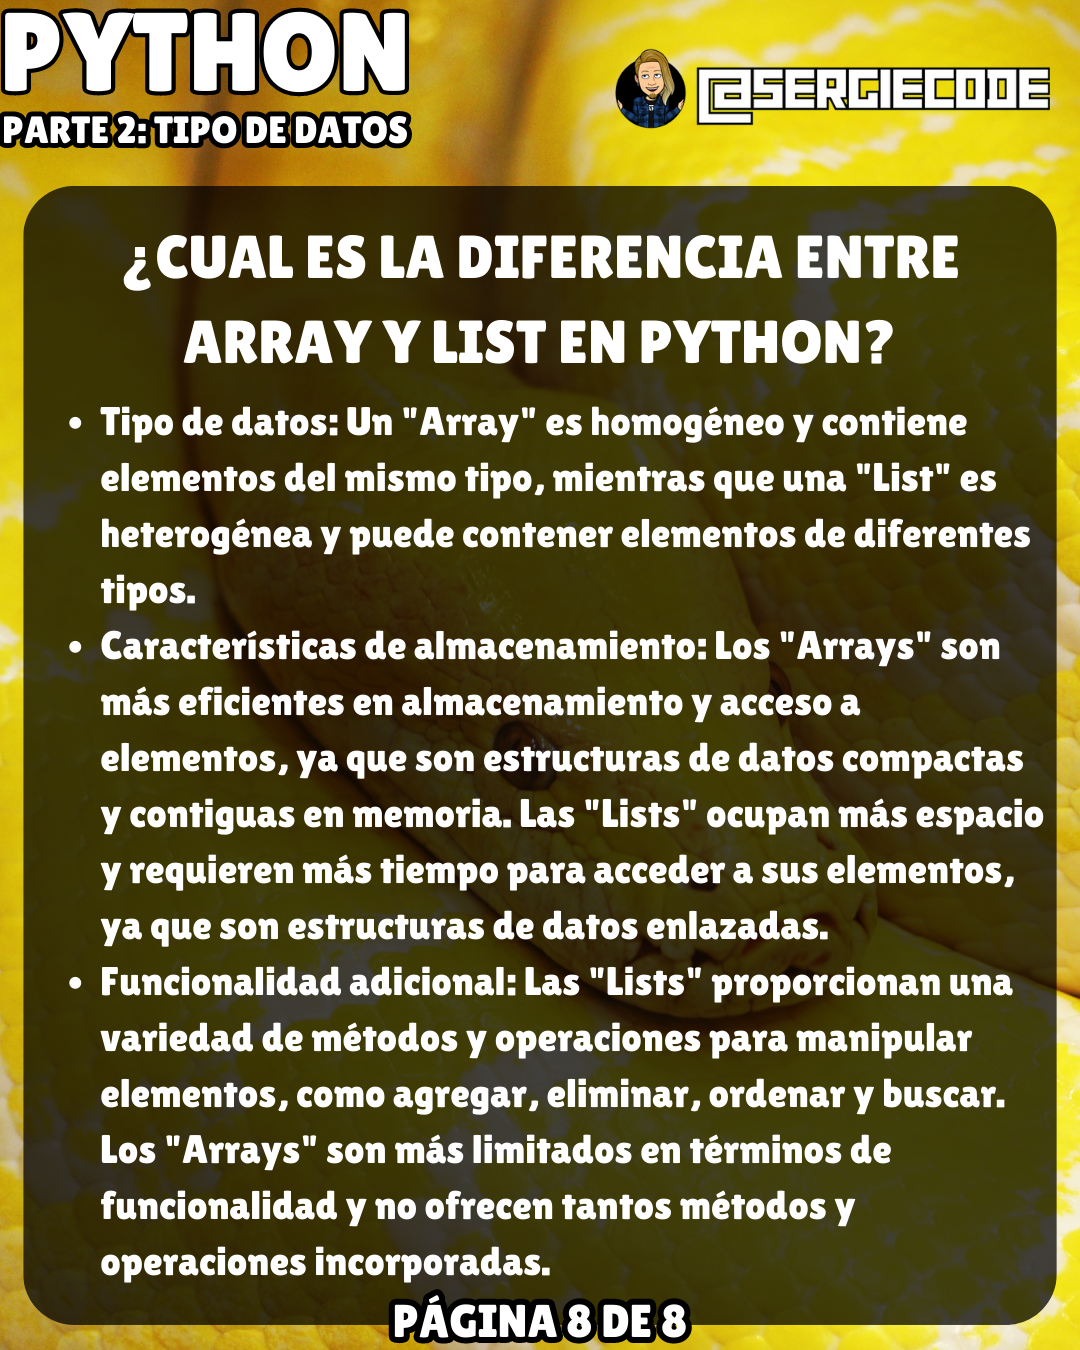 PYTHON
PARTE 2: TIPO DE DATOS
@SERGIECODE
¿CUAL ES LA DIFERENCIA ENTRE
ARRAY Y LIST EN PYTHON?
• Tipo de datos: Un "Array" es homogéneo y contiene
elementos del mismo tipo, mientras que una "List" es
heterogénea y puede contener elementos de diferentes
tipos.
• Características de almacenamiento: Los "Arrays" son
más eficientes en almacenamiento y acceso a
elementos, ya que son estructuras de datos compactas
y contiguas en memoria. Las "Lists" ocupan más espacio
y requieren más tiempo para acceder a sus elementos,
ya que son estructuras de datos enlazadas.
• Funcionalidad adicional: Las "Lists" proporcionan una
variedad de métodos y operaciones para manipular
elementos, como agregar, eliminar, ordenar y buscar.
Los "Arrays" son más limitados en términos de
funcionalidad y no ofrecen tantos métodos y
operaciones incorporadas.
PÁGINA 8 DE 8